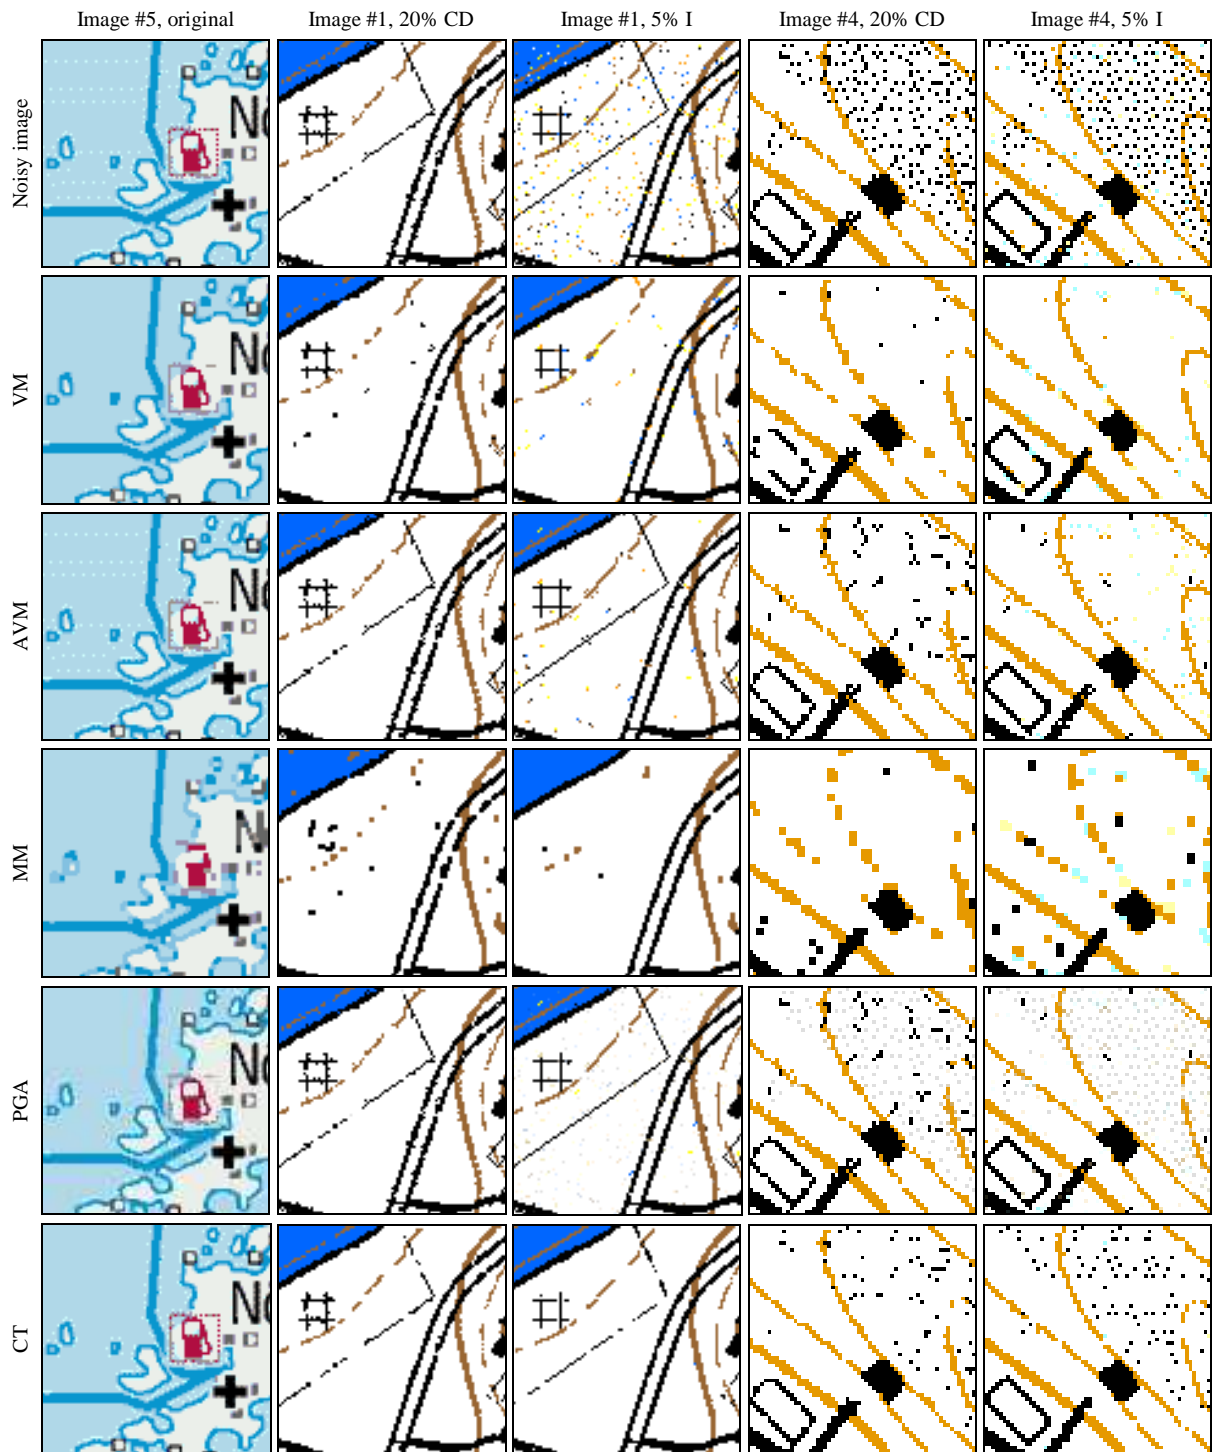 Image #5, original Image #1, 20% CD Image #1, 5% I Image #4, 20% CD Image #4, 5% I
Noisy image
N
VM
N
AVM
N
MM
N
PGA
N
CT
N